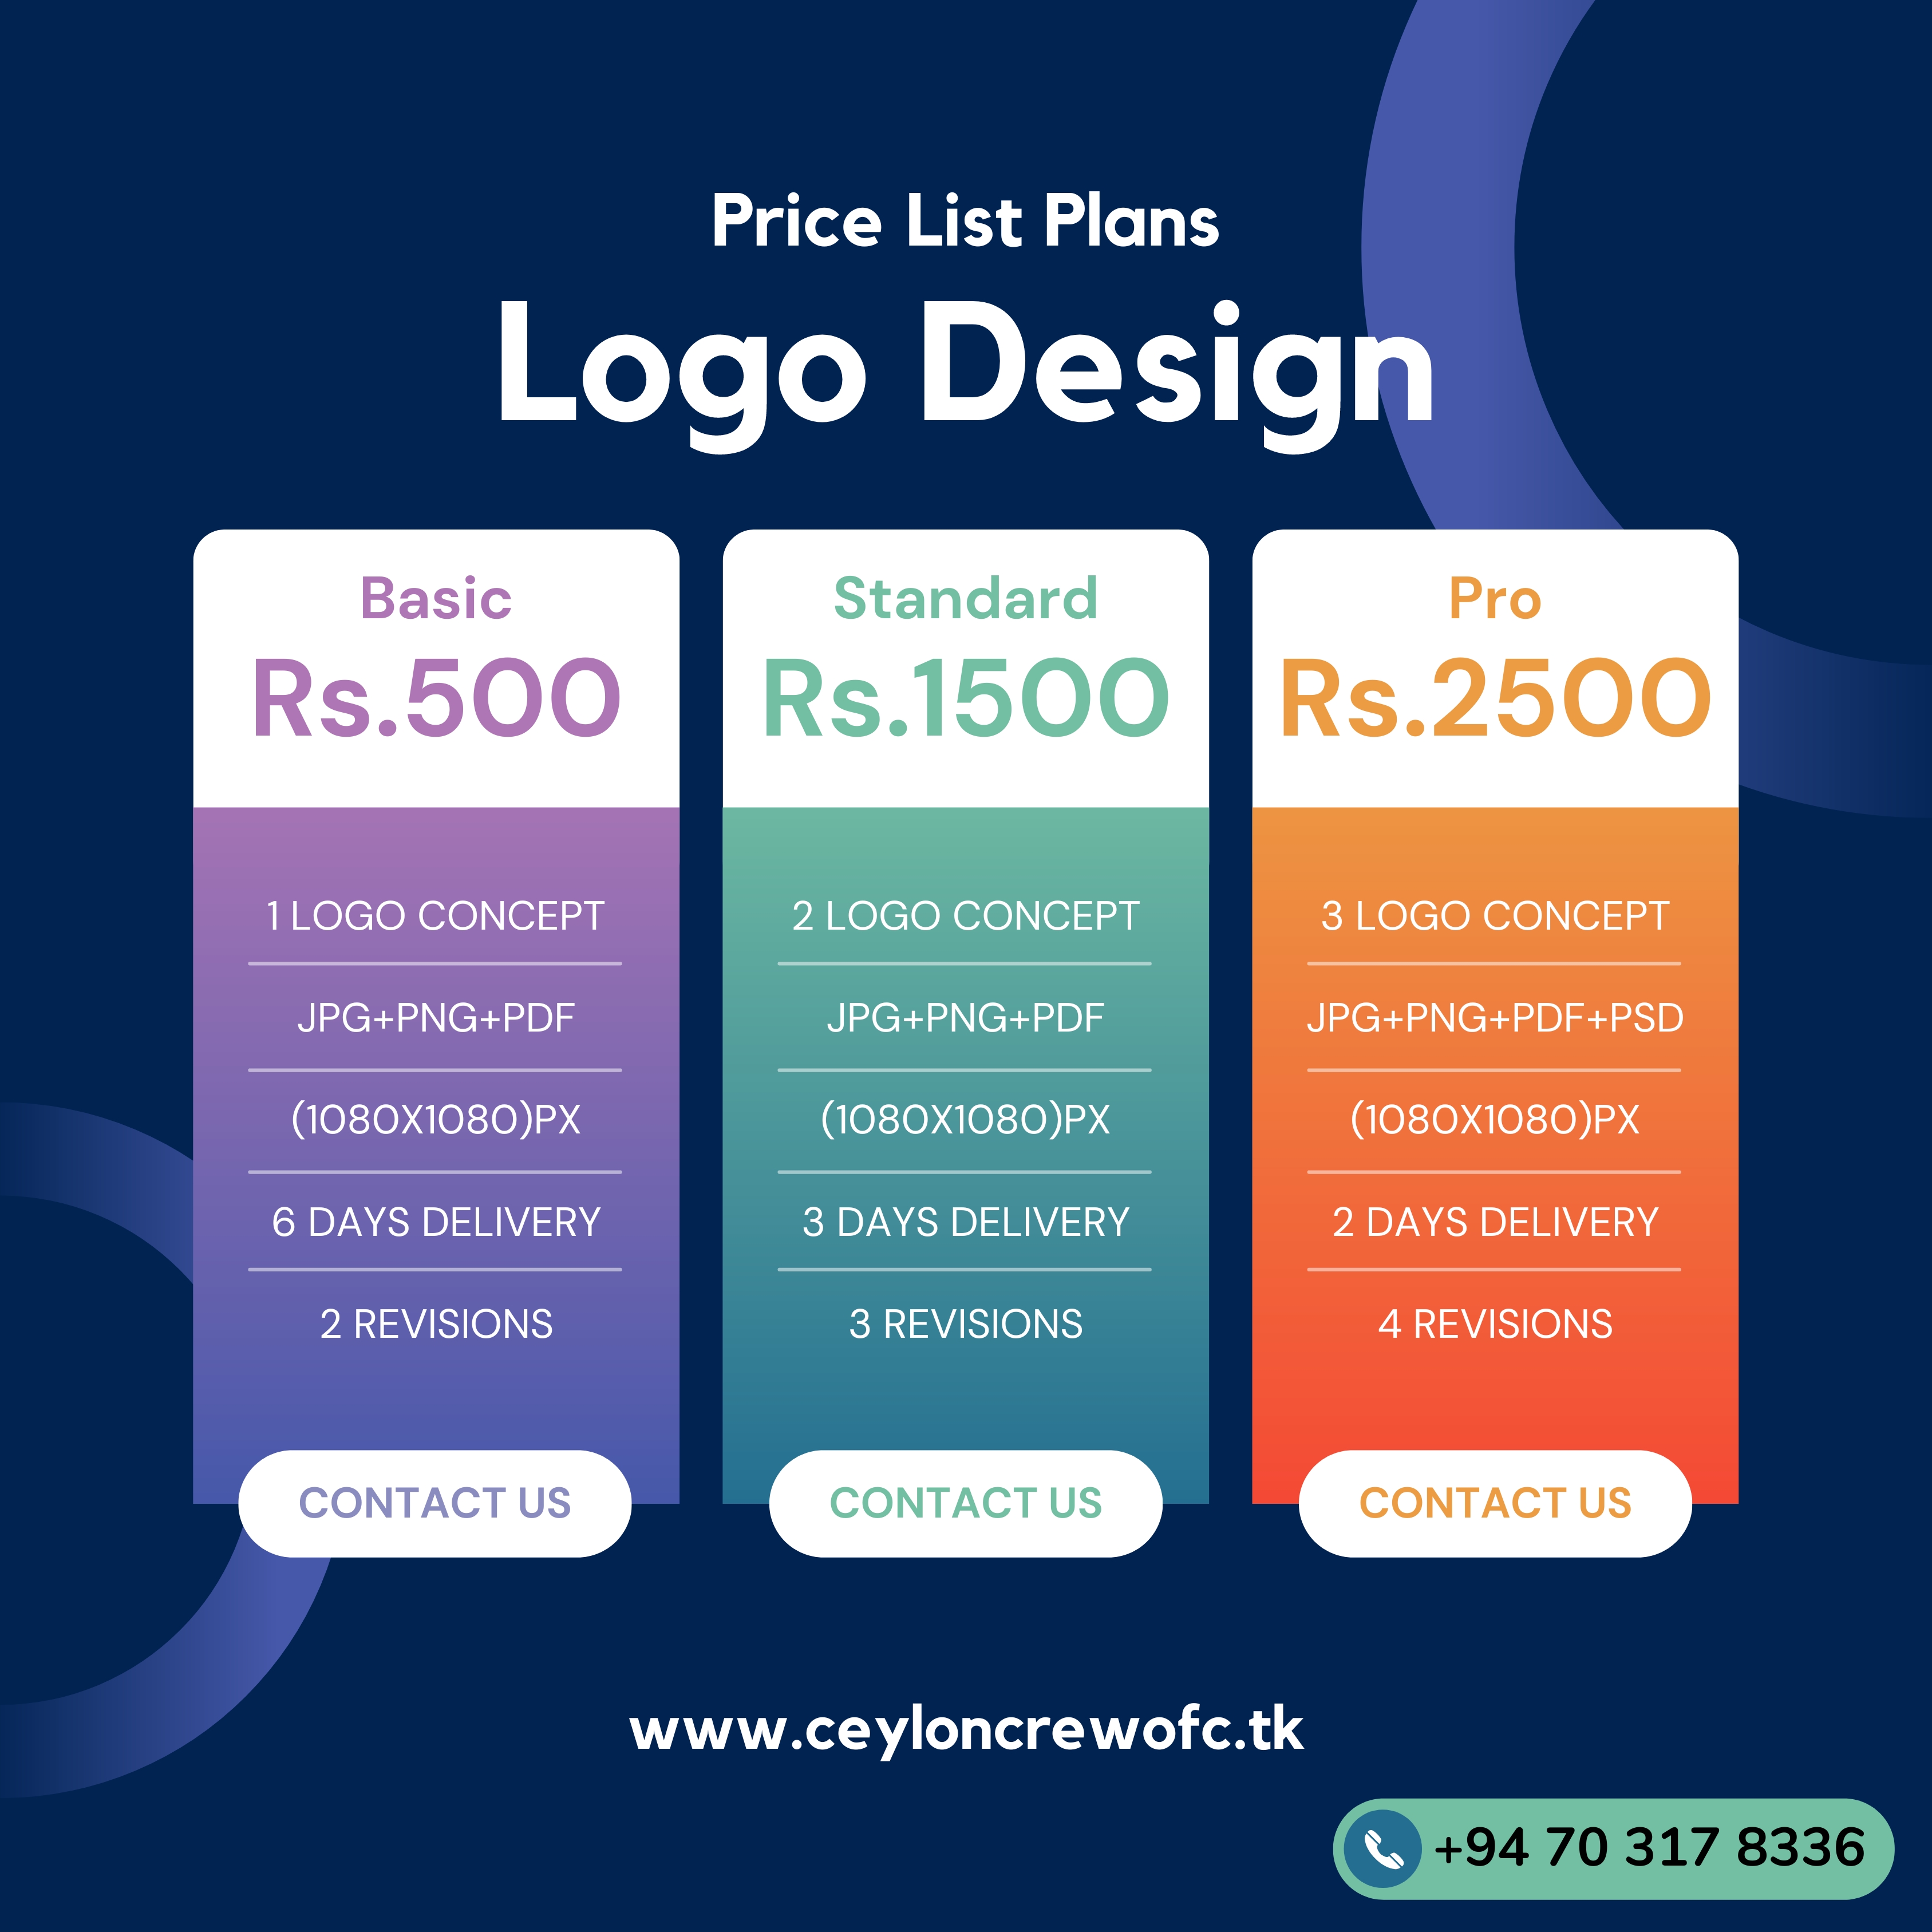 Price List Plans
Logo Design
Basic
Rs.500
1 LOGO CONCEPT
JPG+PNG+PDF
(1080X1080)PX
6 DAYS DELIVERY
2 REVISIONS
CONTACT US
Standard
Rs.1500
2 LOGO CONCEPT
JPG+PNG+PDF
(1080X1080)PX
3 DAYS DELIVERY
3 REVISIONS
CONTACT US
Pro
Rs.2500
3 LOGO CONCEPT
JPG+PNG+PDF+PSD
(1080X1080)PX
2 DAYS DELIVERY
4 REVISIONS
CONTACT US
www.ceyloncrewofc.tk
+94 70 317 8336